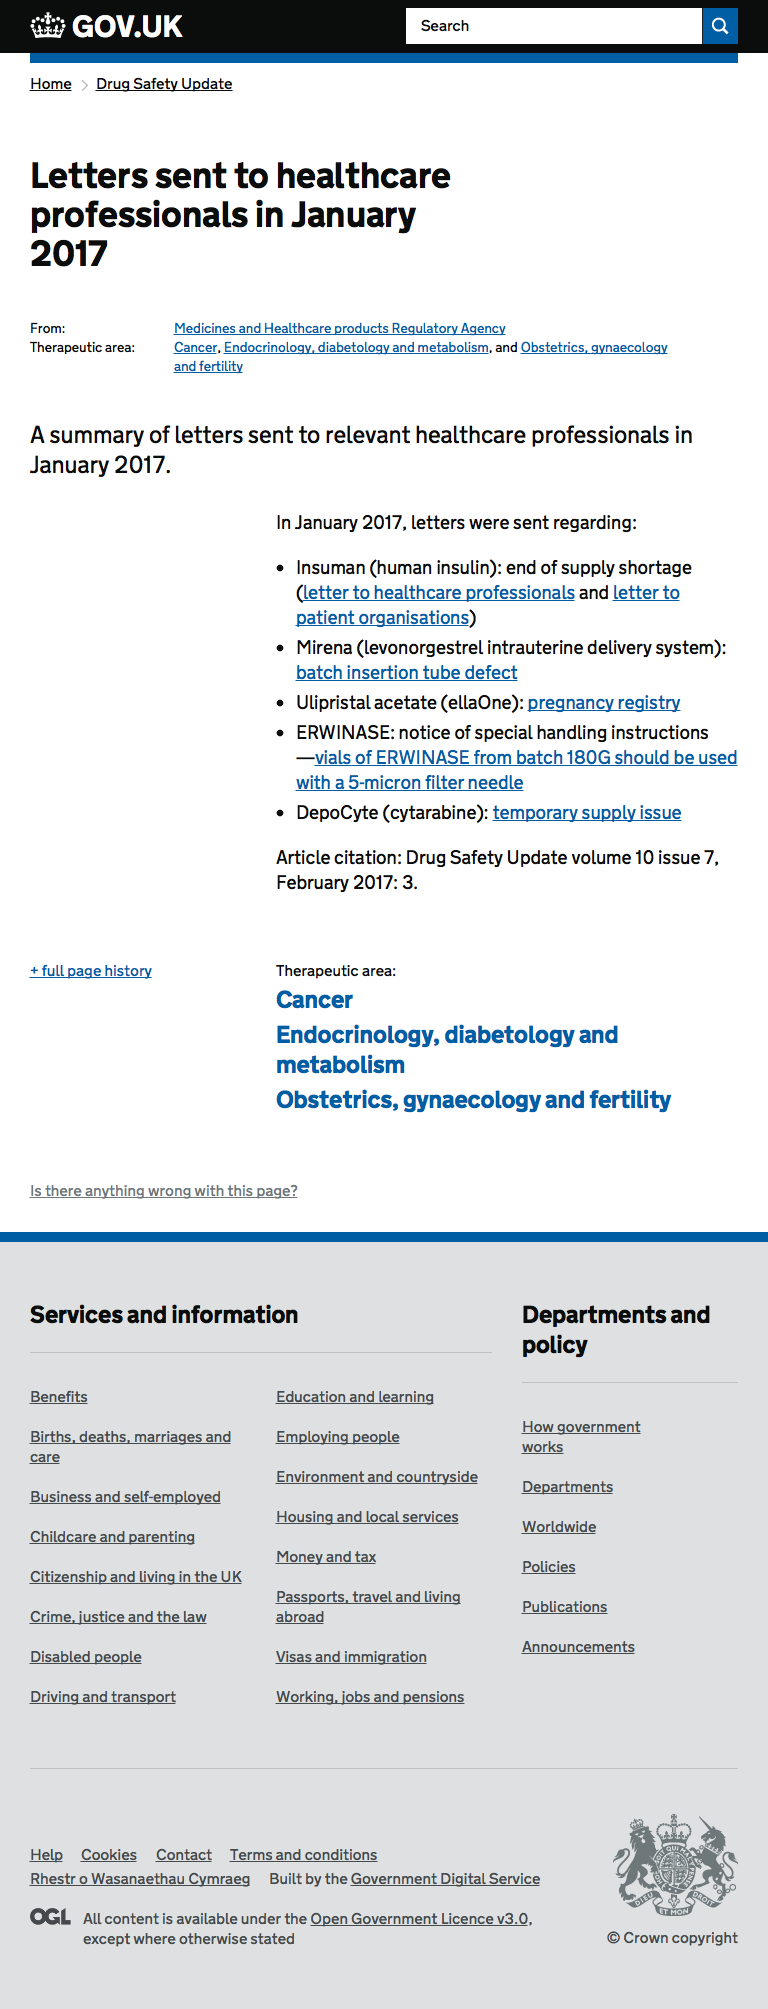 GOV.UK
Search
Home
Drug Safety Update
Letters sent to healthcare
professionals in January
2017
From:
Medicines and Healthcare products Regulatory Agency
Therapeutic area:
Cancer, Endocrinology, diabetology and metabolism, and Obstetrics, gynaecology
and fertility
A summary of letters sent to relevant healthcare professionals in
January 2017.
In January 2017, letters were sent regarding:
• Insuman (human insulin): end of supply shortage
(letter to healthcare professionals and letter to
patient organisations)
• Mirena (levonorgestrel intrauterine delivery system):
batch insertion tube defect
• Ulipristal acetate (ellaOne): pregnancy registry
• ERWINASE: notice of special handling instructions
—vials of ERWINASE from batch 180G should be used
with a 5-micron filter needle
• DepoCyte (cytarabine): temporary supply issue
Article citation: Drug Safety Update volume 10 issue 7,
February 2017: 3.
+ full page history
Therapeutic area:
Cancer
Endocrinology, diabetology and
metabolism
Obstetrics, gynaecology and fertility
Is there anything wrong with this page?
Services and information
Benefits
Births, deaths, marriages and
care
Business and self-employed
Childcare and parenting
Citizenship and living in the UK
Crime, justice and the law
Disabled people
Driving and transport
Education and learning
Employing people
Environment and countryside
Housing and local services
Money and tax
Passports, travel and living
abroad
Visas and immigration
Working, jobs and pensions
Departments and
policy
How government
works
Departments
Worldwide
Policies
Publications
Announcements
Help
Cookies
Contact
Terms and conditions
Rhestr o Wasanaethau Cymraeg
Built by the Government Digital Service
OGL
All content is available under the Open Government Licence v3.0,
except where otherwise stated
DIEU ET MON DROIT
© Crown copyright